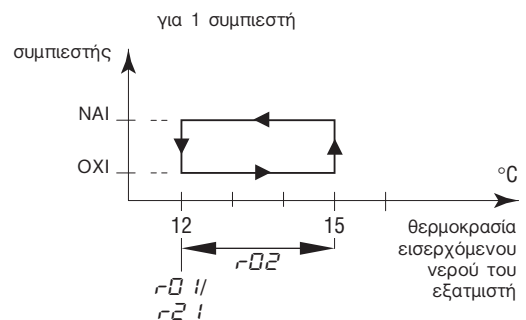 για 1 συμπιεστή
συμπιεστής
ΝΑΙ
ΟΧΙ
°C
12
15
θερμοκρασία
εισερχόμενου
νερού του
εξατμιστή
r02
r01/
r21